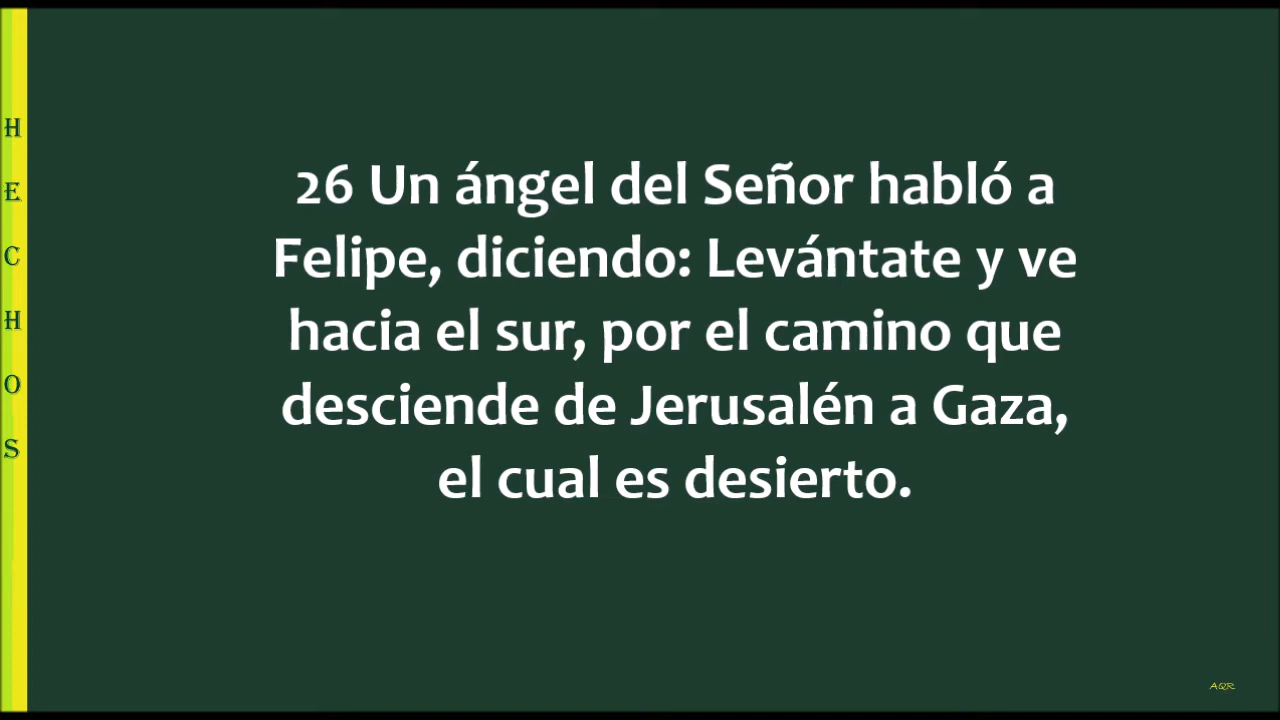 H
E
C
H
O
S
26 Un ángel del Señor habló a
Felipe, diciendo: Levántate y ve
hacia el sur, por el camino que
desciende de Jerusalén a Gaza,
el cual es desierto.
AQR